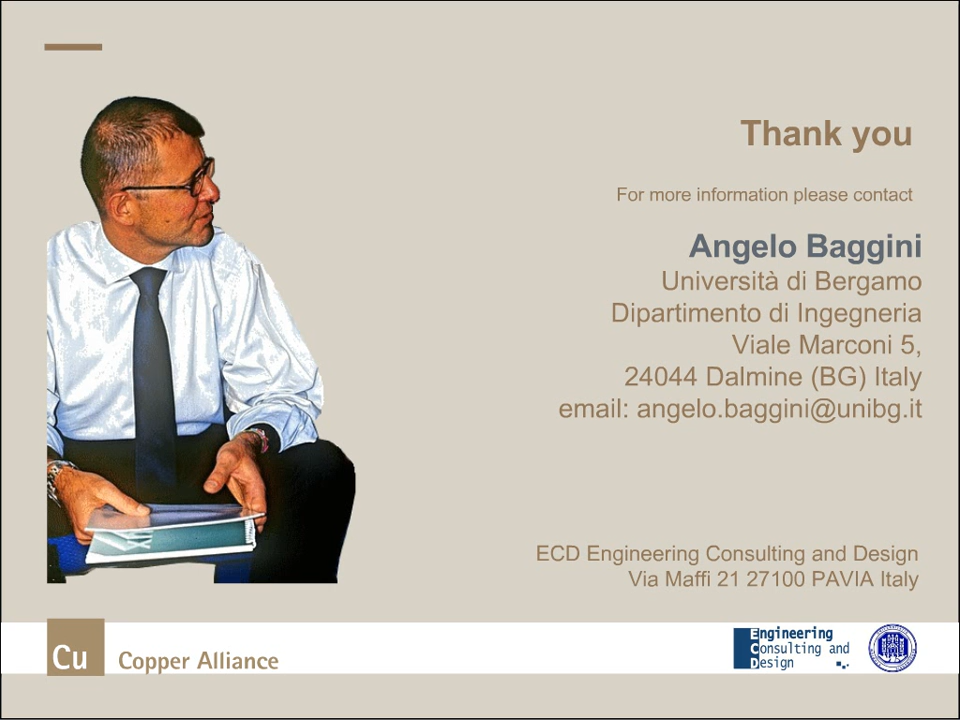 Thank you
For more information please contact
Angelo Baggini
Università di Bergamo
Dipartimento di Ingegneria
Viale Marconi 5,
24044 Dalmine (BG) Italy
email: angelo.baggini@unibg.it
ECD Engineering Consulting and Design
Via Maffi 21 27100 PAVIA Italy
Cu Copper Alliance
Engineering
Consulting and
Design